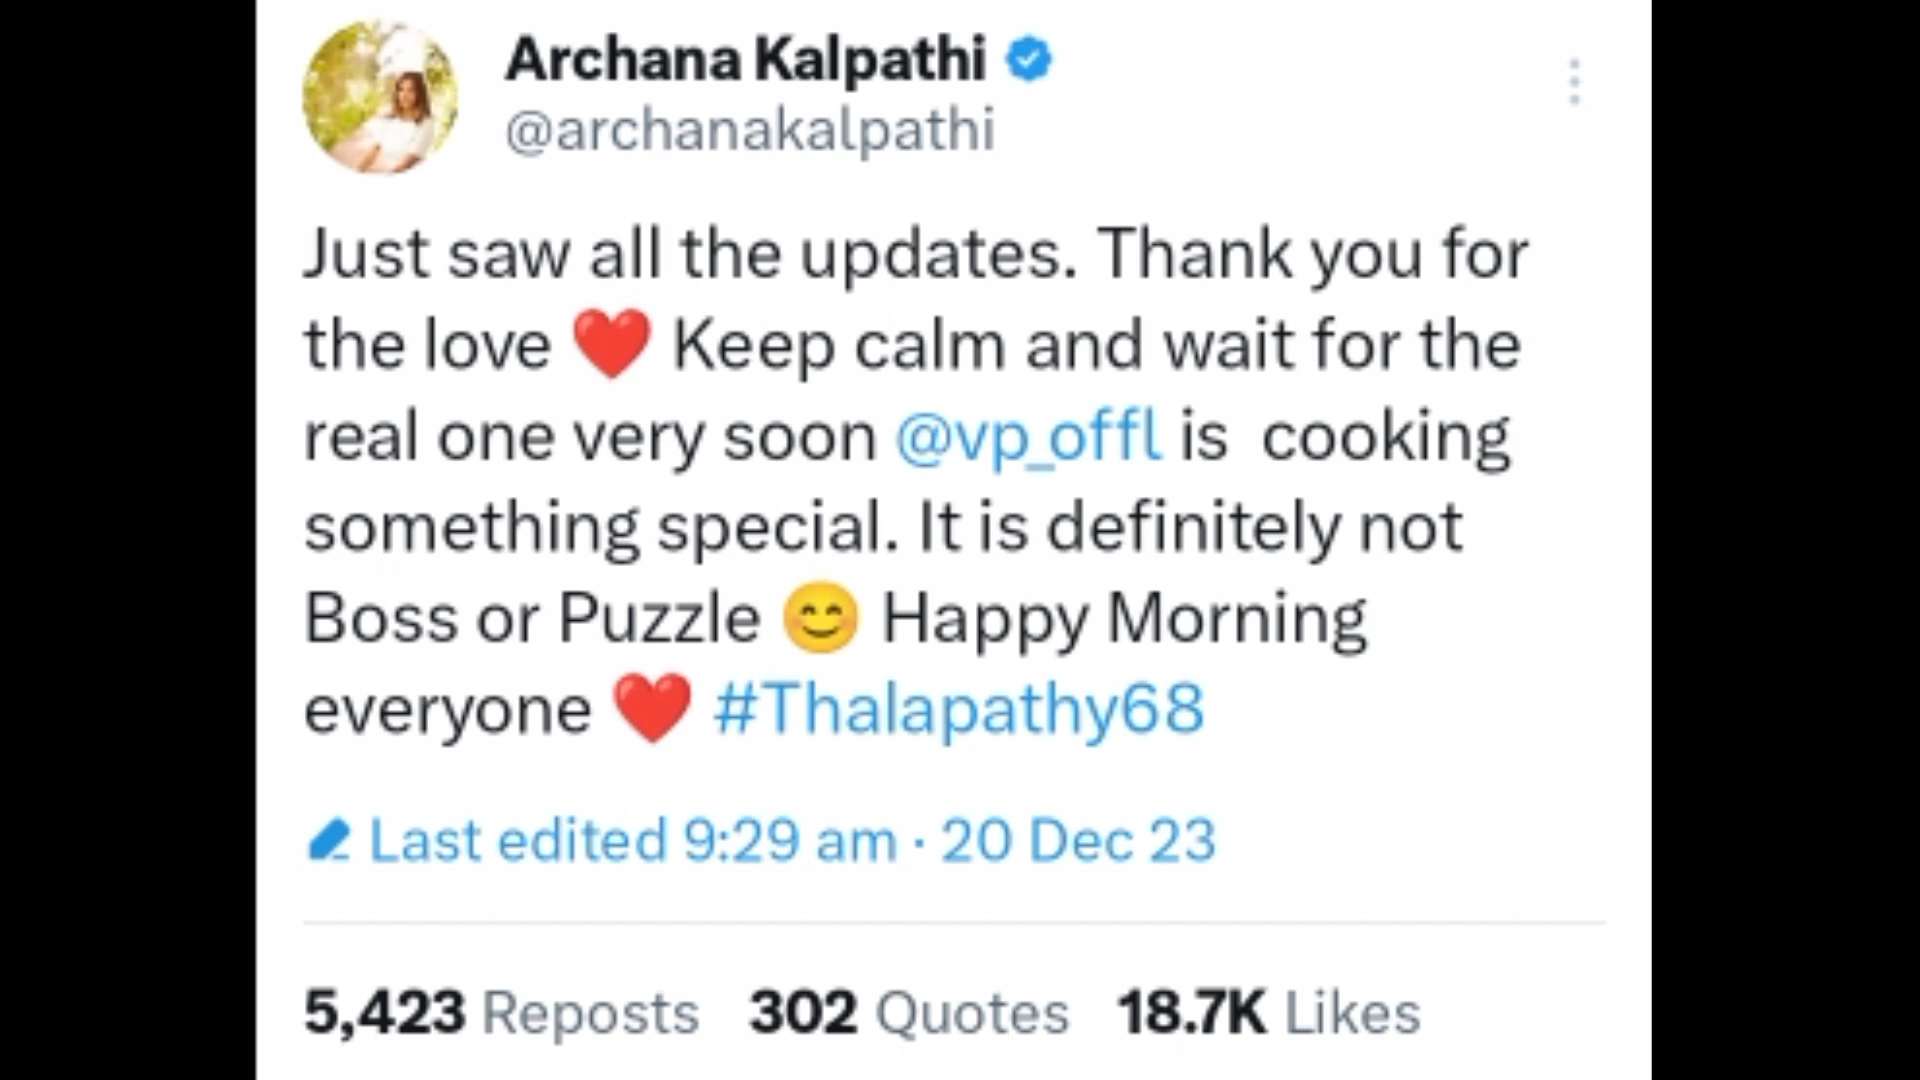 Archana Kalpathi
@archanakalpathi
Just saw all the updates. Thank you for
the love ❤️ Keep calm and wait for the
real one very soon @vp_offl is  cooking
something special. It is definitely not
Boss or Puzzle 😊 Happy Morning
everyone ❤️ #Thalapathy68
Last edited 9:29 am · 20 Dec 23
5,423 Reposts 302 Quotes 18.7K Likes